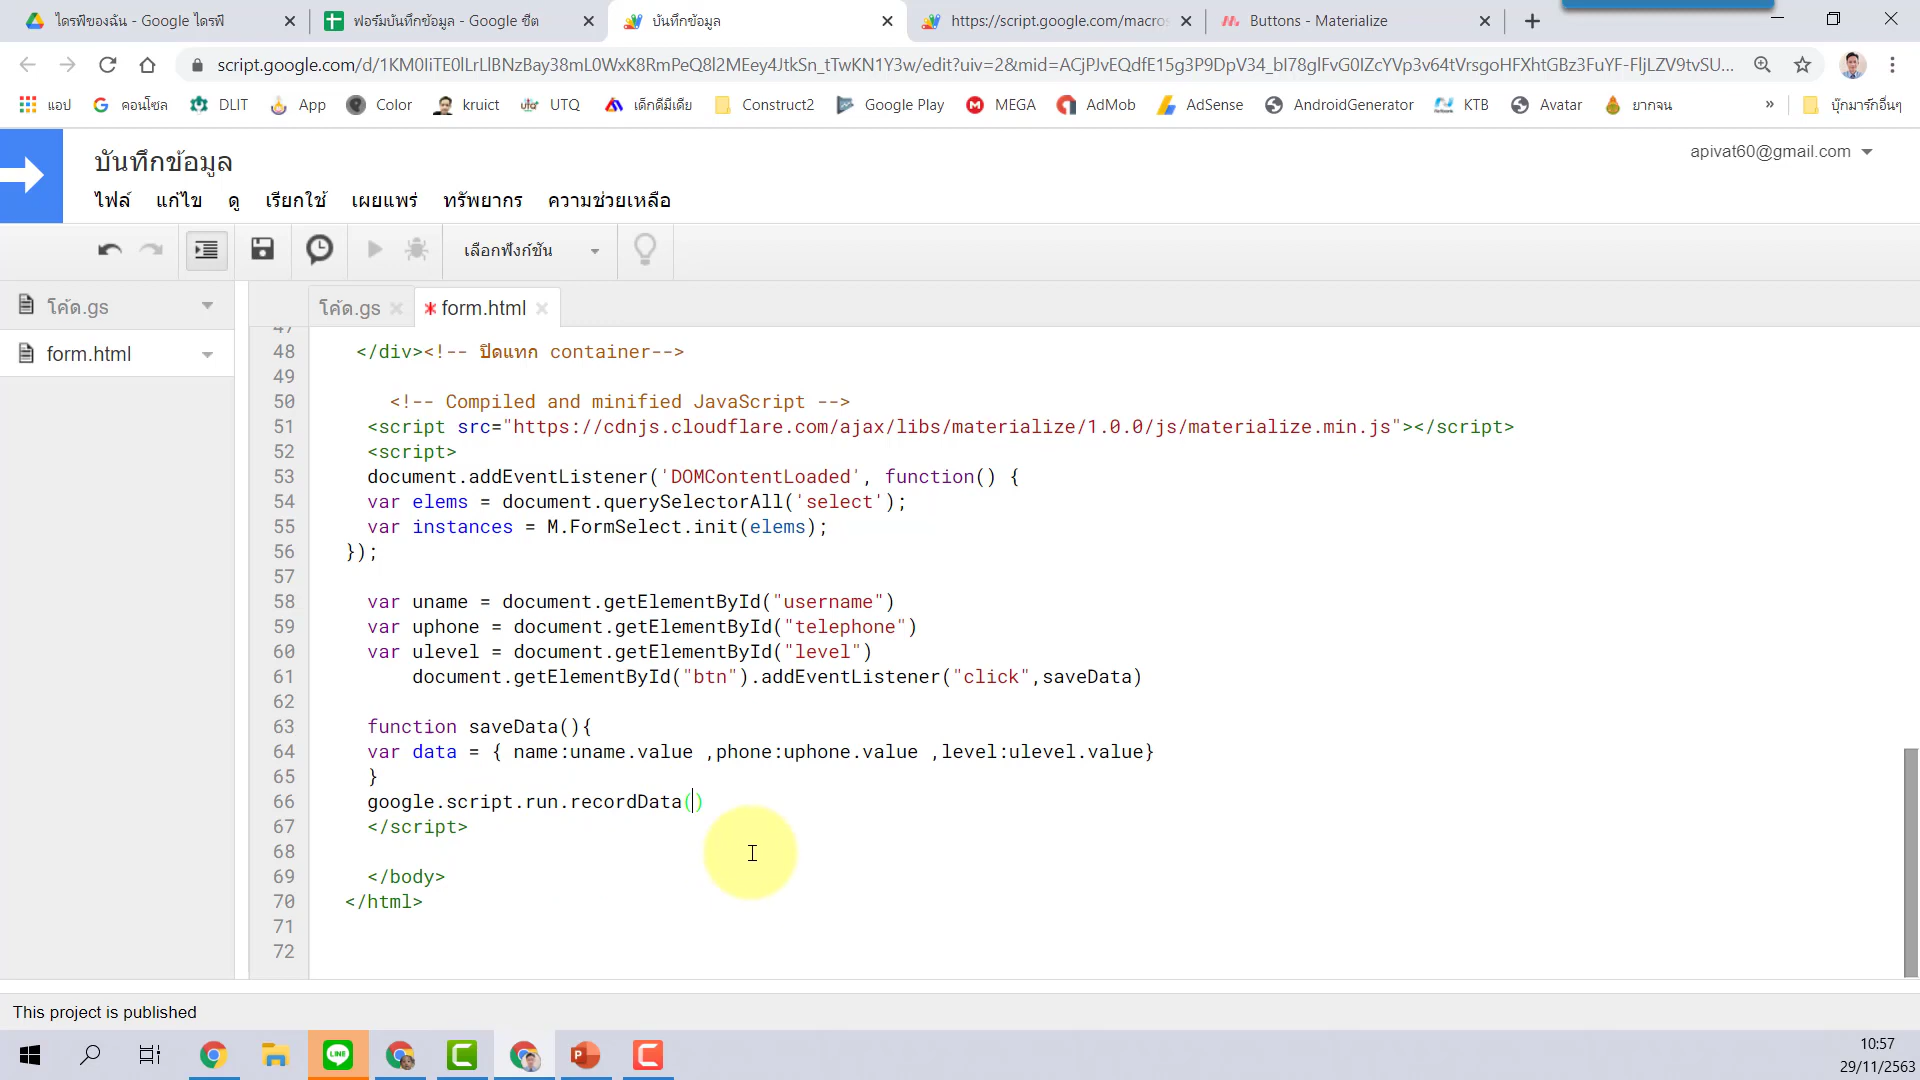 ไดรฟ์ของฉัน - Google ไดรฟ์
ฟอร์มบันทึกข้อมูล - Google ชีต
บันทึกข้อมูล
https://script.google.com/macros
Buttons - Materialize
script.google.com/d/1KM0IiTE0lLrLlBNzBay38mL0WxK8RmPeQ8l2MEey4JtkSn_tTwKN1Y3w/edit?uiv=2&mid=ACjPJvEQdfE15g3P9DpV34_bI78glFvG0IZcYVp3v64tVrsgoHFXhtGBz3FuYF-FljLZV9tvSU...
แอป
คอนโซล
DLIT
App
Color
kruict
UTQ
เด็กดีมีเดีย
Construct2
Google Play
MEGA
AdMob
AdSense
AndroidGenerator
KTB
Avatar
ยากจน
»
บุ๊กมาร์กอื่นๆ
บันทึกข้อมูล
apivat60@gmail.com
ไฟล์ แก้ไข ดู เรียกใช้ เผยแพร่ ทรัพยากร ความช่วยเหลือ
เลือกฟังก์ชัน
โค้ด.gs
form.html
โค้ด.gs
* form.html
47
48 </div><!-- ปิดแทก container-->
49
50 <!-- Compiled and minified JavaScript -->
51 <script src="https://cdnjs.cloudflare.com/ajax/libs/materialize/1.0.0/js/materialize.min.js"></script>
52 <script>
53 document.addEventListener('DOMContentLoaded', function() {
54 var elems = document.querySelectorAll('select');
55 var instances = M.FormSelect.init(elems);
56 });
57
58 var uname = document.getElementById("username")
59 var uphone = document.getElementById("telephone")
60 var ulevel = document.getElementById("level")
61 document.getElementById("btn").addEventListener("click",saveData)
62
63 function saveData(){
64 var data = { name:uname.value ,phone:uphone.value ,level:ulevel.value}
65 }
66 google.script.run.recordData()
67 </script>
68
69 </body>
70 </html>
71
72
This project is published
LINE
10:57
29/11/2563